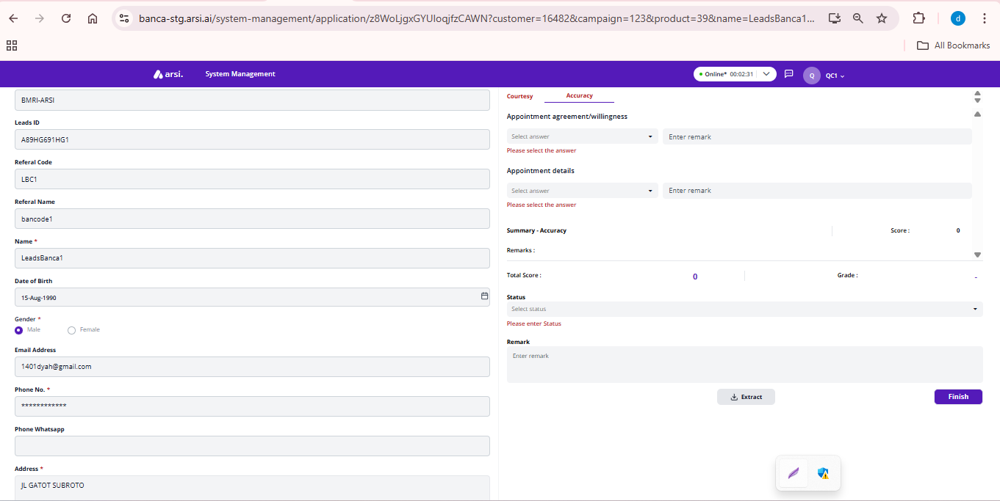 banca-stg.arsi.ai/system-management/application/z8WoLjgxGYUIoqjfzCAWN?customer=16482&campaign=123&product=39&name=LeadsBanca1...
d
All Bookmarks
arsi.
System Management
Online* 00:02:31
Q
QC1
BMRI-ARSI
Leads ID
A89HG691HG1
Referal Code
LBC1
Referal Name
bancode1
Name *
LeadsBanca1
Date of Birth
15-Aug-1990
Gender *
Male
Female
Email Address
1401dyah@gmail.com
Phone No. *
************
Phone Whatsapp
Address *
JL GATOT SUBROTO
Courtesy
Accuracy
Appointment agreement/willingness
Select answer
Enter remark
Please select the answer
Appointment details
Select answer
Enter remark
Please select the answer
Summary - Accuracy
Score :
0
Remarks :
Total Score :
0
Grade :
-
Status
Select status
Please enter Status
Remark
Enter remark
Extract
Finish